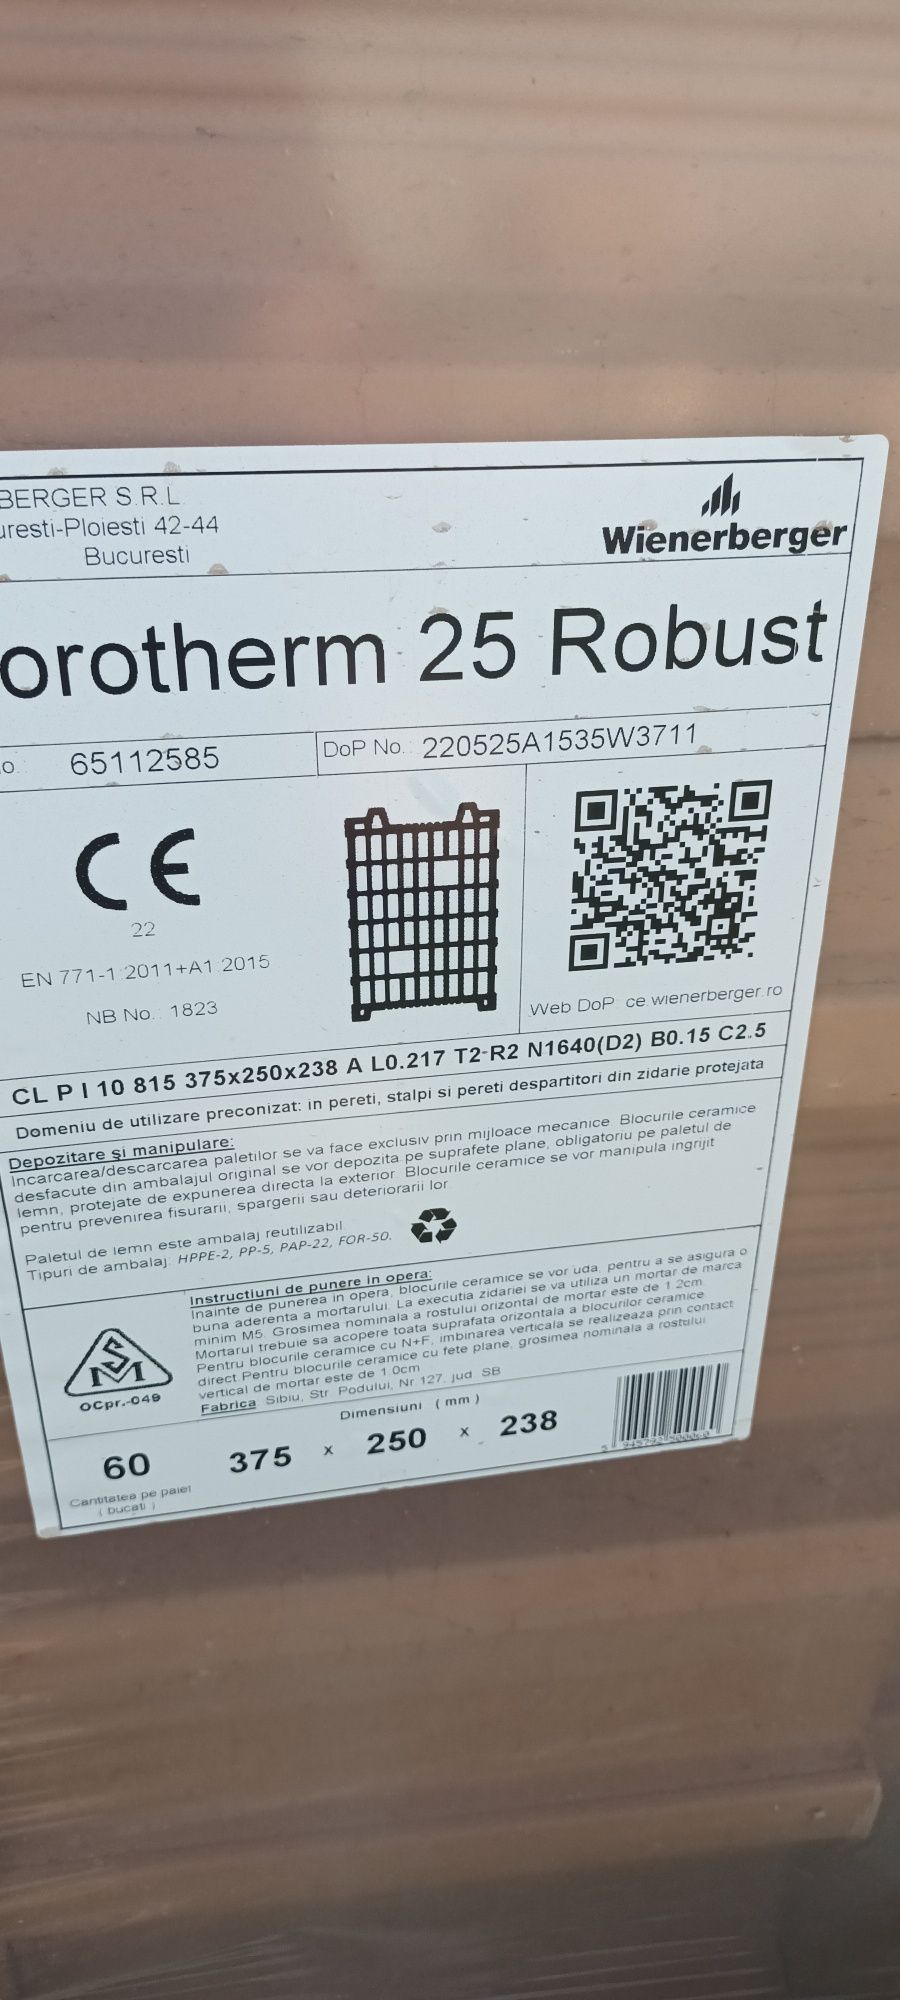 BERGER S.R.L.
uresti-Ploiesti 42-44
Bucuresti
Wienerberger
orotherm 25 Robust
o.: 65112585
DoP No.: 220525A1535W3711
CE
22
EN 771-1:2011+A1:2015
NB No.: 1823
Web DoP: ce.wienerberger.ro
CL P I 10 815 375x250x238 A L0.217 T2-R2 N1640(D2) B0.15 C2.5
Domeniu de utilizare preconizat: in pereti, stalpi si pereti despartitori din zidarie protejata
Depozitare și manipulare:
Incarcarea/descarcarea paletilor se va face exclusiv prin mijloace mecanice. Blocurile ceramice
desfacute din ambalajul original se vor depozita pe suprafete plane, obligatoriu pe paletul de
lemn, protejate de expunerea directa la exterior. Blocurile ceramice se vor manipula ingrijit
pentru prevenirea fisurarii, spargerii sau deteriorarii lor
Paletul de lemn este ambalaj reutilizabil.
Tipuri de ambalaj: HPPE-2, PP-5, PAP-22, FOR-50.
Instructiuni de punere in opera:
Inainte de punerea in opera, blocurile ceramice se vor uda, pentru a se asigura o
buna aderenta a mortarului. La executia zidariei se va utiliza un mortar de marca
minim M5. Grosimea nominala a rostului orizontal de mortar este de 1.2cm.
Mortarul trebuie sa acopere toata suprafata orizontala a blocurilor ceramice.
Pentru blocurile ceramice cu N+F, imbinarea verticala se realizeaza prin contact
direct Pentru blocurile ceramice cu fete plane, grosimea nominala a rostului
vertical de mortar este de 1.0cm
Fabrica: Sibiu, Str. Podului, Nr.127, jud. SB
SM
OCpr.-049
Dimensiuni (mm)
60 375 x 250 x 238
Cantitatea pe palet
(bucati)